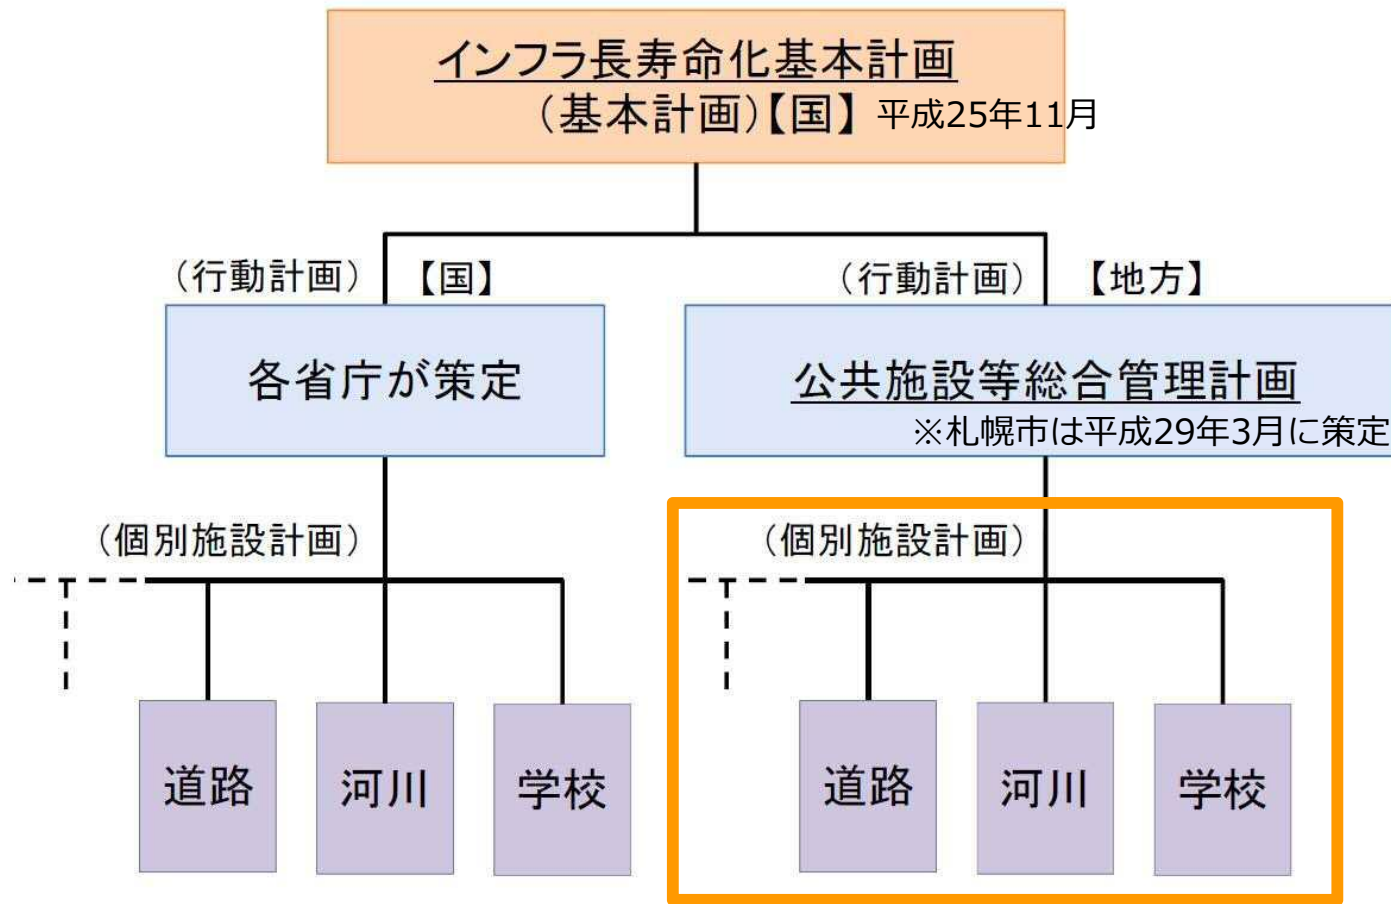 インフラ長寿命化基本計画
（基本計画）【国】 平成25年11月
（行動計画） 【国】
（行動計画） 【地方】
各省庁が策定
公共施設等総合管理計画
※札幌市は平成29年3月に策定
（個別施設計画）
（個別施設計画）
道路
河川
学校
道路
河川
学校